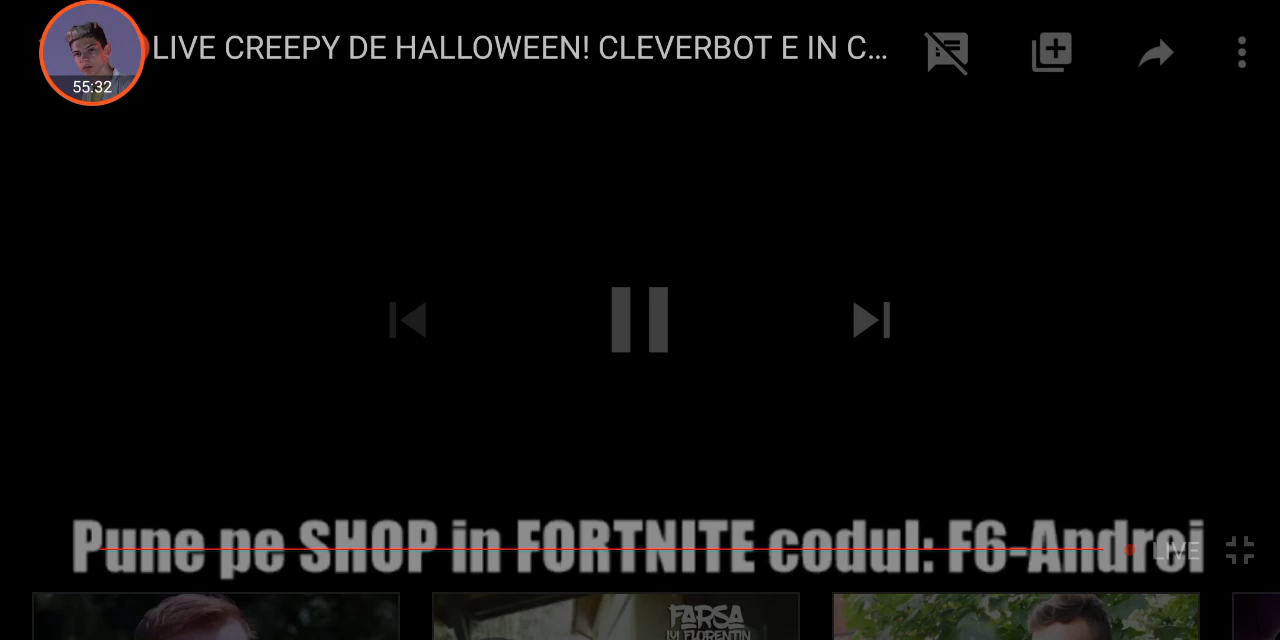 LIVE CREEPY DE HALLOWEEN! CLEVERBOT E IN C...
55:32
Pune pe SHOP in FORTNITE codul: F6-Andrei
LIVE
FARSA
LUI FLORENTIN